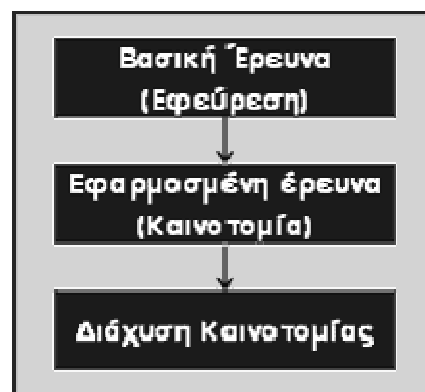 Βασική Έρευνα
(Εφεύρεση)
Εφαρμοσμένη έρευνα
(Καινοτομία)
Διάχυση Καινοτομίας